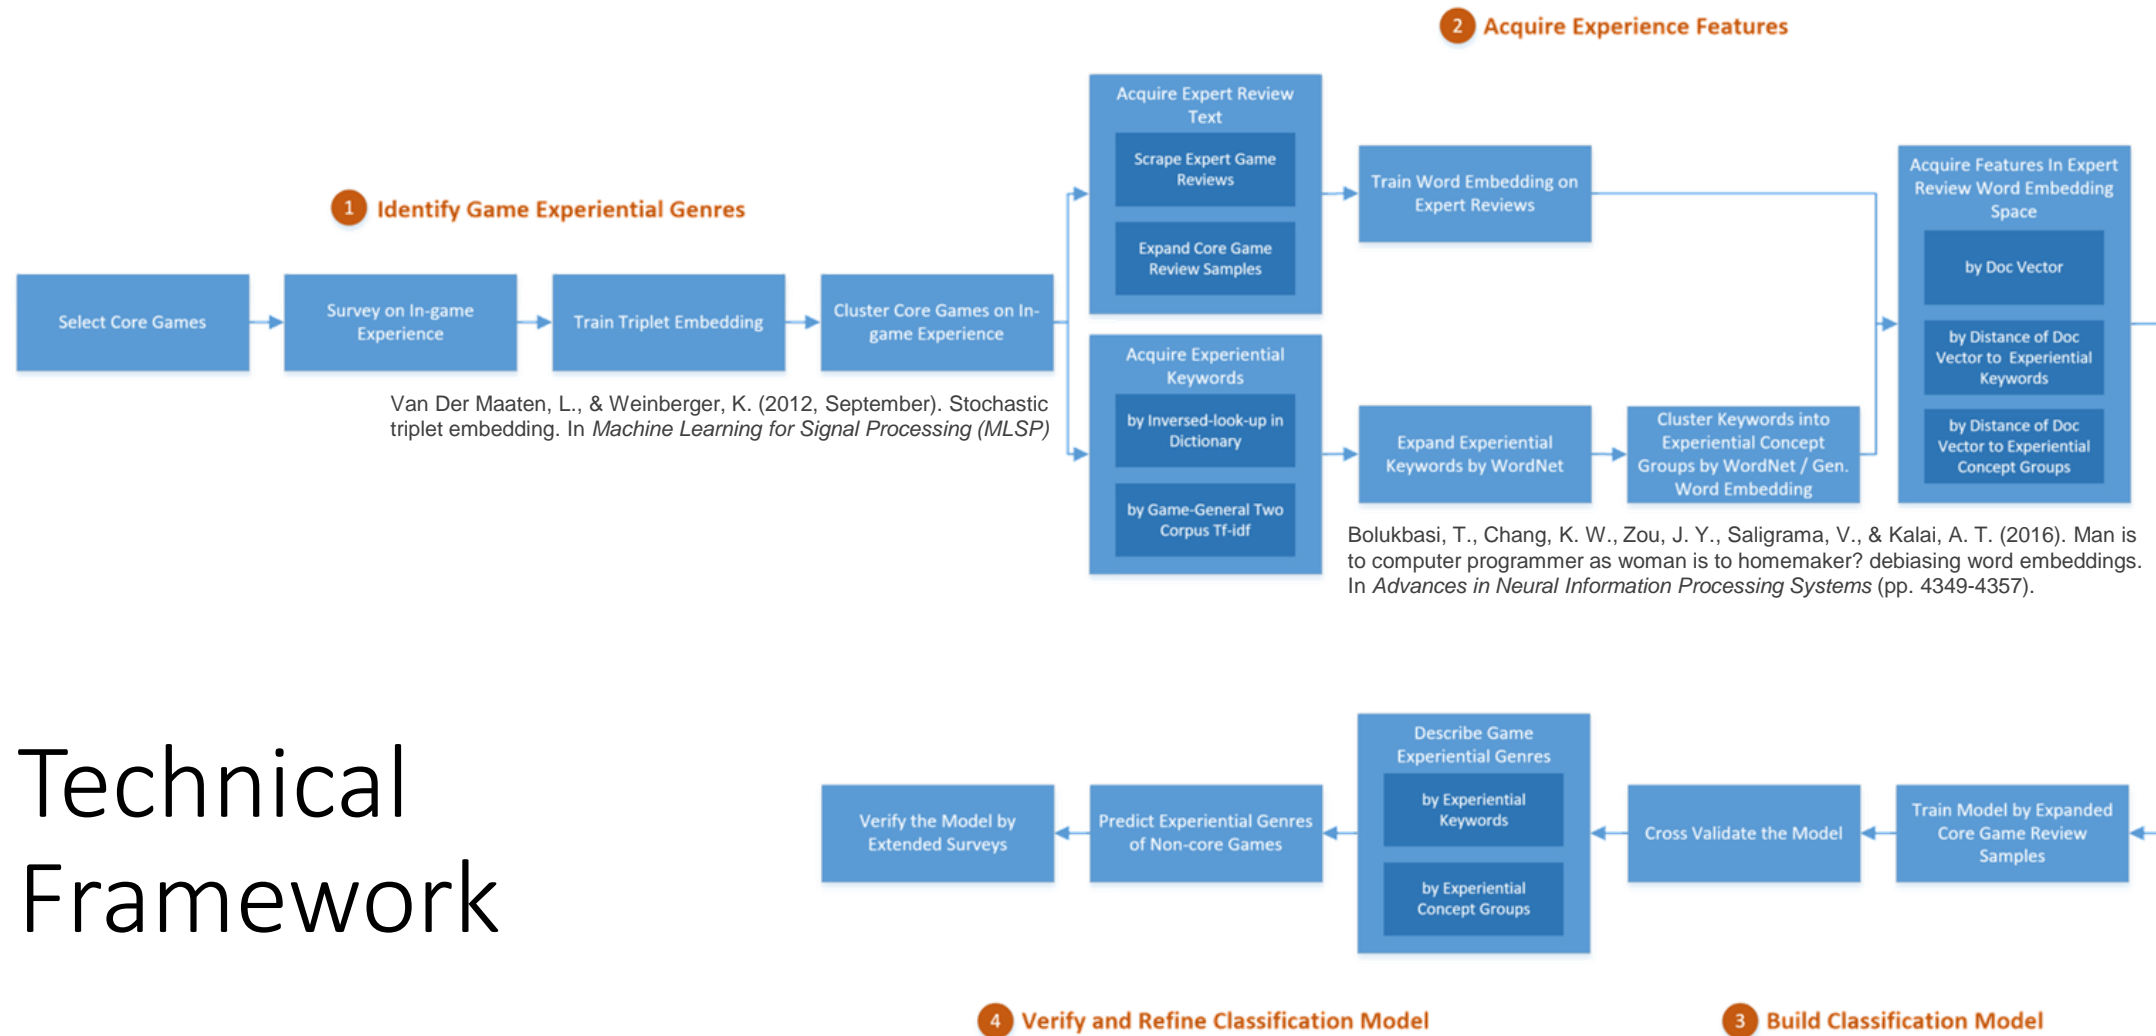 2 Acquire Experience Features
1 Identify Game Experiential Genres
Select Core Games
Survey on In-game
Experience
Train Triplet Embedding
Cluster Core Games on In-
game Experience
Van Der Maaten, L., & Weinberger, K. (2012, September). Stochastic
triplet embedding. In Machine Learning for Signal Processing (MLSP)
Acquire Expert Review
Text
Scrape Expert Game
Reviews
Expand Core Game
Review Samples
Acquire Experiential
Keywords
by Inversed-look-up in
Dictionary
by Game-General Two
Corpus Tf-idf
Train Word Embedding on
Expert Reviews
Expand Experiential
Keywords by WordNet
Cluster Keywords into
Experiential Concept
Groups by WordNet / Gen.
Word Embedding
Acquire Features In Expert
Review Word Embedding
Space
by Doc Vector
by Distance of Doc
Vector to Experiential
Keywords
by Distance of Doc
Vector to Experiential
Concept Groups
Bolukbasi, T., Chang, K. W., Zou, J. Y., Saligrama, V., & Kalai, A. T. (2016). Man is
to computer programmer as woman is to homemaker? debiasing word embeddings.
In Advances in Neural Information Processing Systems (pp. 4349-4357).
Technical
Framework
Train Model by Expanded
Core Game Review
Samples
Cross Validate the Model
Describe Game
Experiential Genres
by Experiential
Keywords
by Experiential
Concept Groups
Predict Experiential Genres
of Non-core Games
Verify the Model by
Extended Surveys
4 Verify and Refine Classification Model
3 Build Classification Model